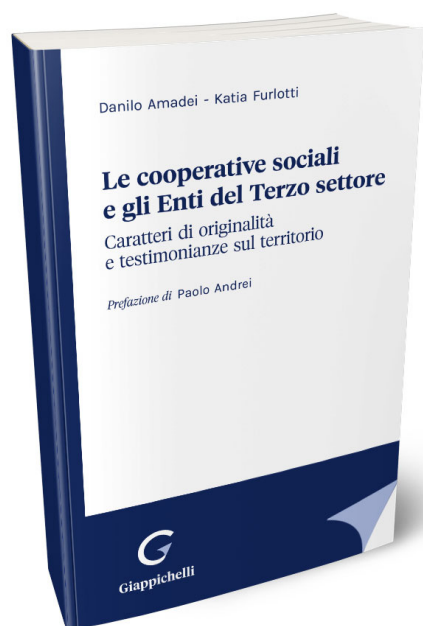 Danilo Amadei - Katia Furlotti
Le cooperative sociali
e gli Enti del Terzo settore
Caratteri di originalità
e testimonianze sul territorio
Prefazione di Paolo Andrei
G
Giappichelli